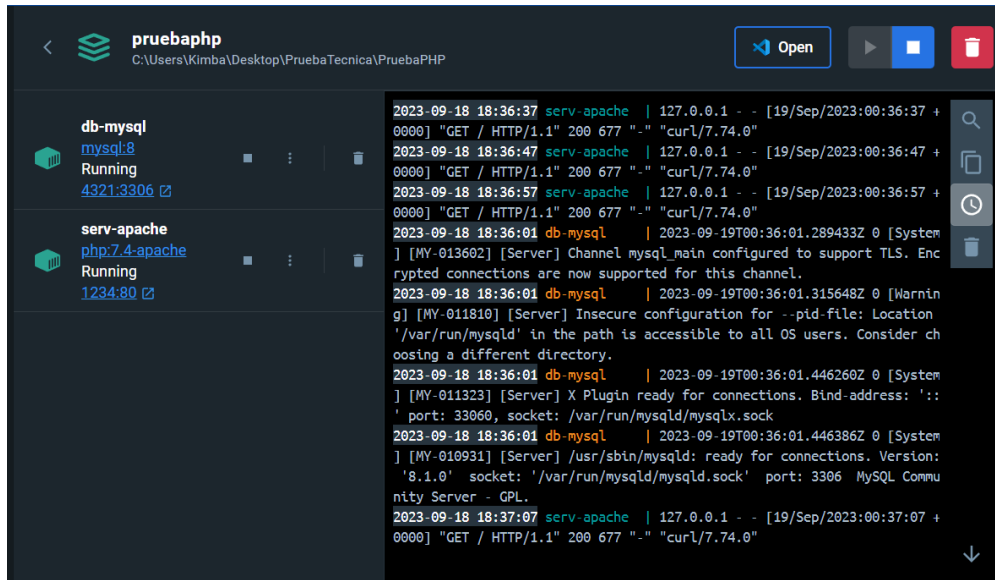 pruebaphp
C:\Users\Kimba\Desktop\PruebaTecnica\PruebaPHP
Open
db-mysql
mysql:8
Running
4321:3306
serv-apache
php:7.4-apache
Running
1234:80
2023-09-18 18:36:37 serv-apache  | 127.0.0.1 - - [19/Sep/2023:00:36:37 +
0000] "GET / HTTP/1.1" 200 677 "-" "curl/7.74.0"
2023-09-18 18:36:47 serv-apache  | 127.0.0.1 - - [19/Sep/2023:00:36:47 +
0000] "GET / HTTP/1.1" 200 677 "-" "curl/7.74.0"
2023-09-18 18:36:57 serv-apache  | 127.0.0.1 - - [19/Sep/2023:00:36:57 +
0000] "GET / HTTP/1.1" 200 677 "-" "curl/7.74.0"
2023-09-18 18:36:01 db-mysql     | 2023-09-19T00:36:01.289433Z 0 [System
] [MY-013602] [Server] Channel mysql_main configured to support TLS. Enc
rypted connections are now supported for this channel.
2023-09-18 18:36:01 db-mysql     | 2023-09-19T00:36:01.315648Z 0 [Warnin
g] [MY-011810] [Server] Insecure configuration for --pid-file: Location
'/var/run/mysqld' in the path is accessible to all OS users. Consider ch
oosing a different directory.
2023-09-18 18:36:01 db-mysql     | 2023-09-19T00:36:01.446260Z 0 [System
] [MY-011323] [Server] X Plugin ready for connections. Bind-address: '::
' port: 33060, socket: /var/run/mysqld/mysqlx.sock
2023-09-18 18:36:01 db-mysql     | 2023-09-19T00:36:01.446386Z 0 [System
] [MY-010931] [Server] /usr/sbin/mysqld: ready for connections. Version:
 '8.1.0'  socket: '/var/run/mysqld/mysqld.sock'  port: 3306  MySQL Commu
nity Server - GPL.
2023-09-18 18:37:07 serv-apache  | 127.0.0.1 - - [19/Sep/2023:00:37:07 +
0000] "GET / HTTP/1.1" 200 677 "-" "curl/7.74.0"